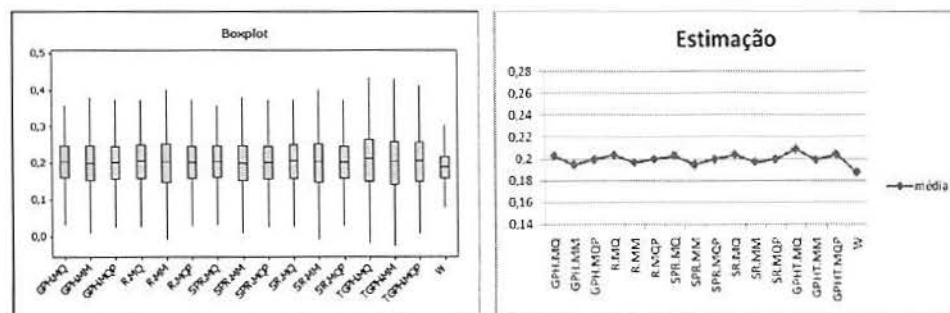 Boxplot
0,5
0,4
0,3
0,2
0,1
0,0
GPH.MQ
GPH.MM
GPH.MQP
R.MQ
R.MM
R.MQP
SPR.MQ
SPR.MM
SPR.MQP
SR.MQ
SR.MM
SR.MQP
TGPH.MQ
TGPH.MM
TGPH.MQP
W
Estimação
0,28
0,26
0,24
0,22
0,2
0,18
0,16
0,14
GPH.MQ
GPH.MM
GPH.MQP
R.MQ
R.MM
R.MQP
SPR.MQ
SPR.MM
SPR.MQP
SR.MQ
SR.MM
SR.MQP
GPHT.MQ
GPHT.MM
GPHT.MQP
W
média